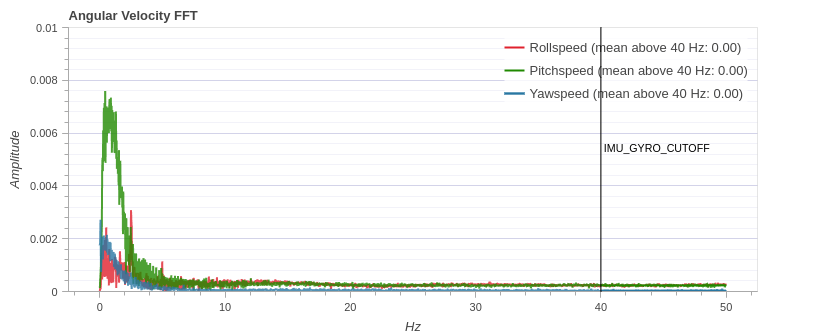 Angular Velocity FFT
0.01
0.008
0.006
0.004
0.002
0
Amplitude
Rollspeed (mean above 40 Hz: 0.00)
Pitchspeed (mean above 40 Hz: 0.00)
Yawspeed (mean above 40 Hz: 0.00)
IMU_GYRO_CUTOFF
0 10 20 30 40 50
Hz